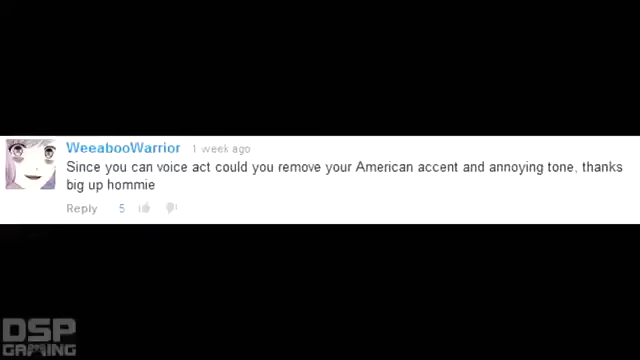 WeeabooWarrior 1 week ago
Since you can voice act could you remove your American accent and annoying tone, thanks
big up hommie
Reply 5
DSP
GAMING